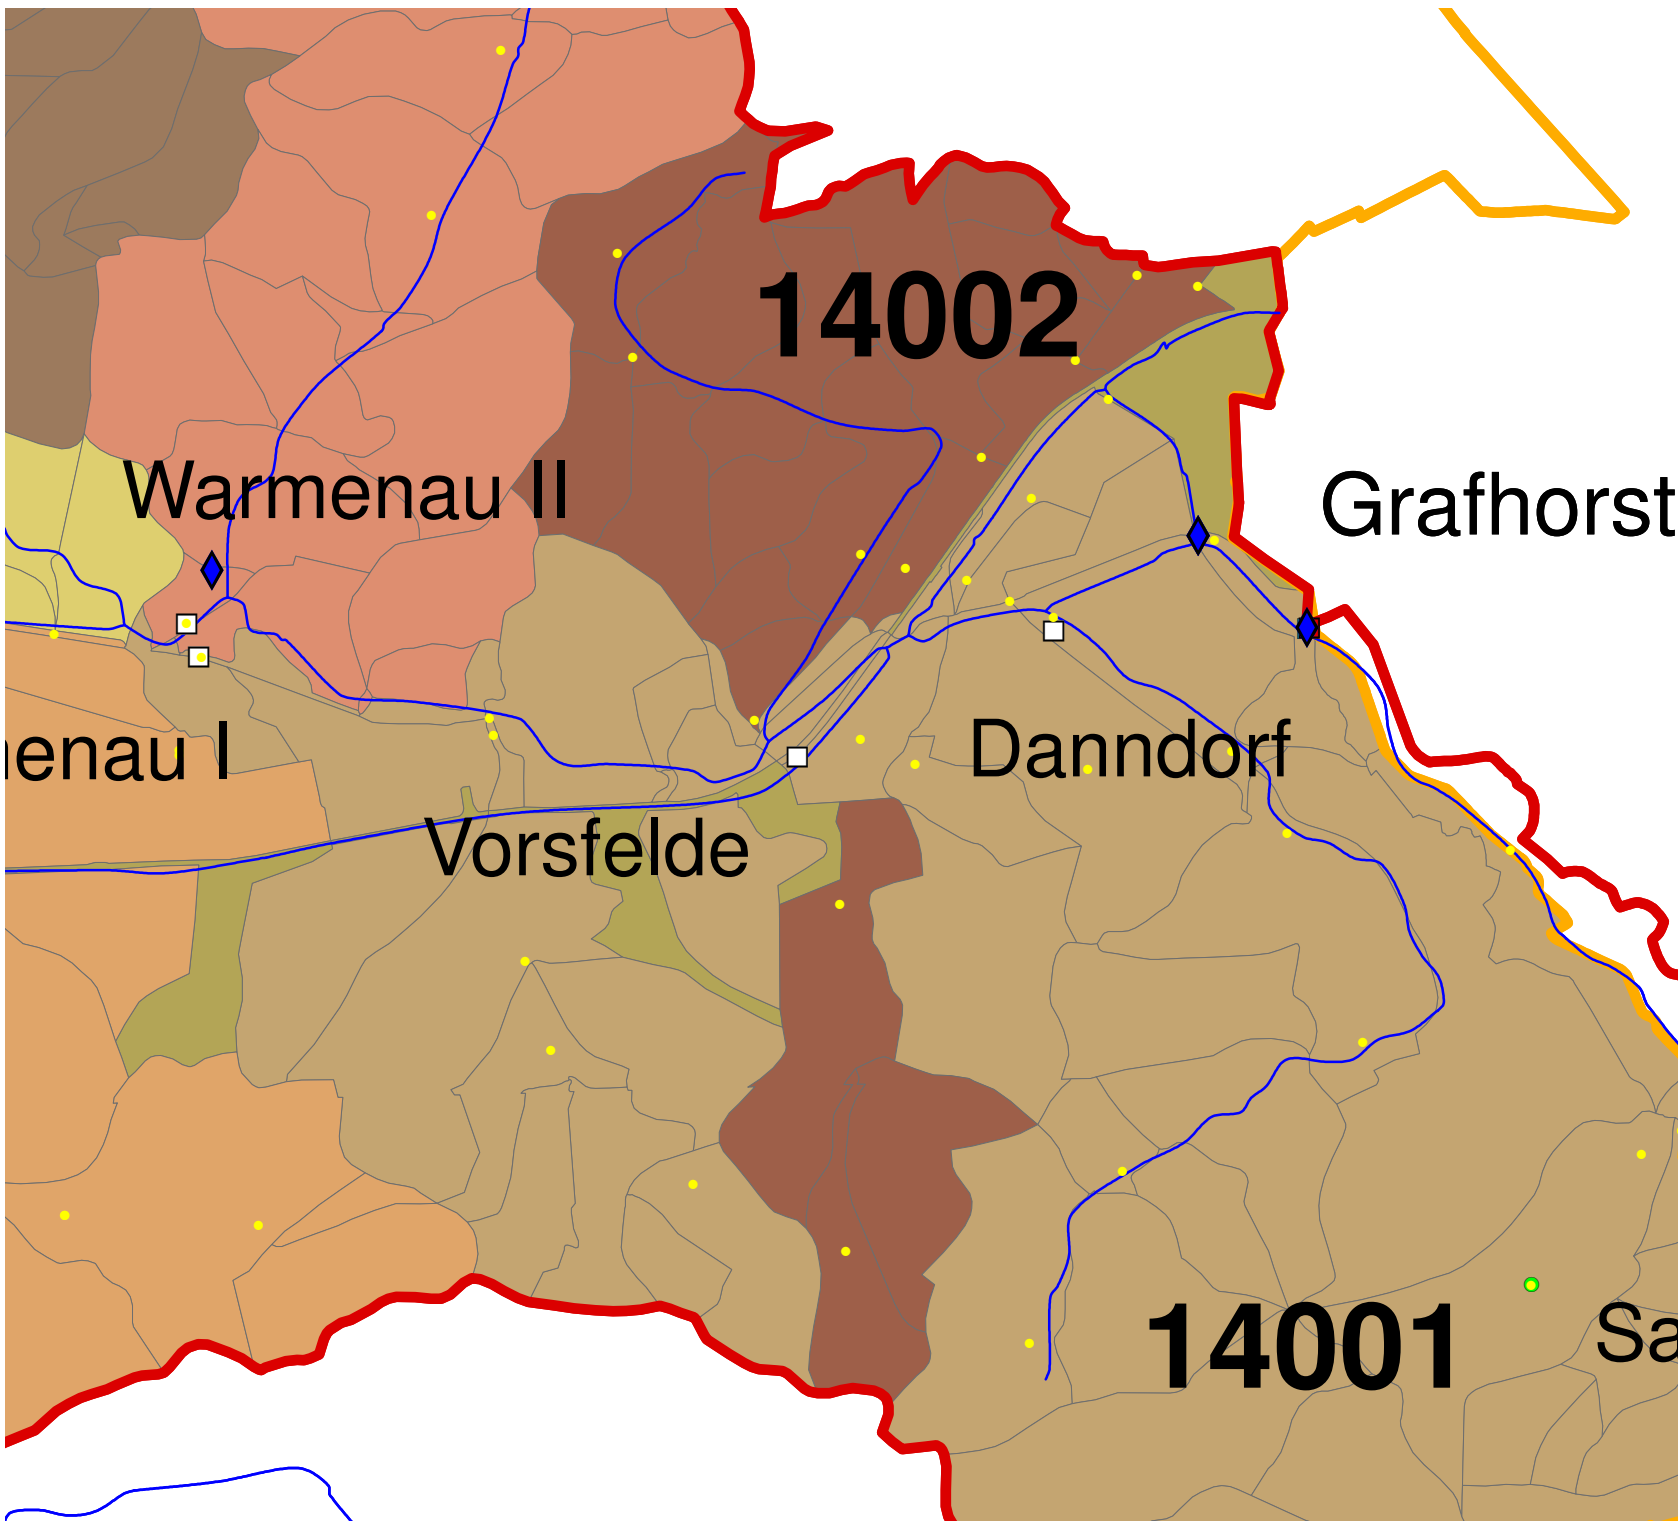 14002
Warmenau II
Grafhorst
nenau I
Danndorf
Vorsfelde
14001
Sa